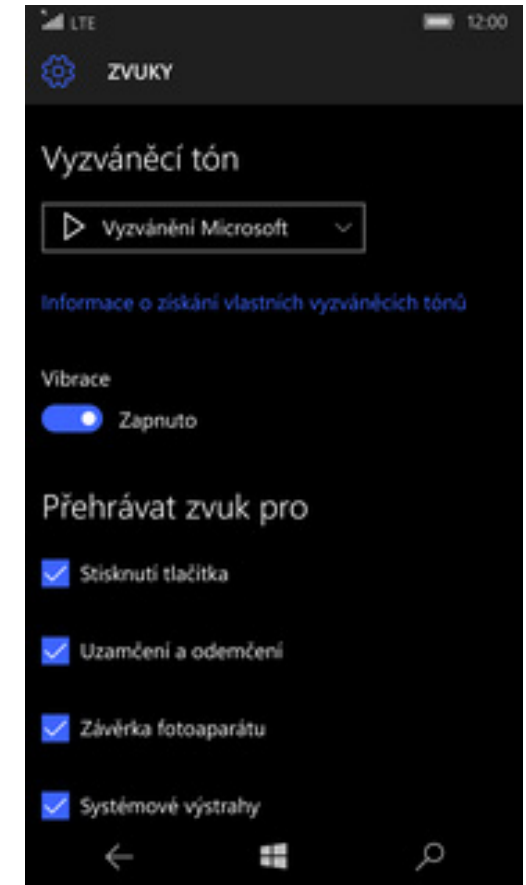 LTE 12:00
ZVUKY
Vyzváněcí tón
Vyzvánění Microsoft
Informace o získání vlastních vyzváněcích tónů
Vibrace
Zapnuto
Přehrávat zvuk pro
Stisknutí tlačítka
Uzamčení a odemčení
Závěrka fotoaparátu
Systémové výstrahy